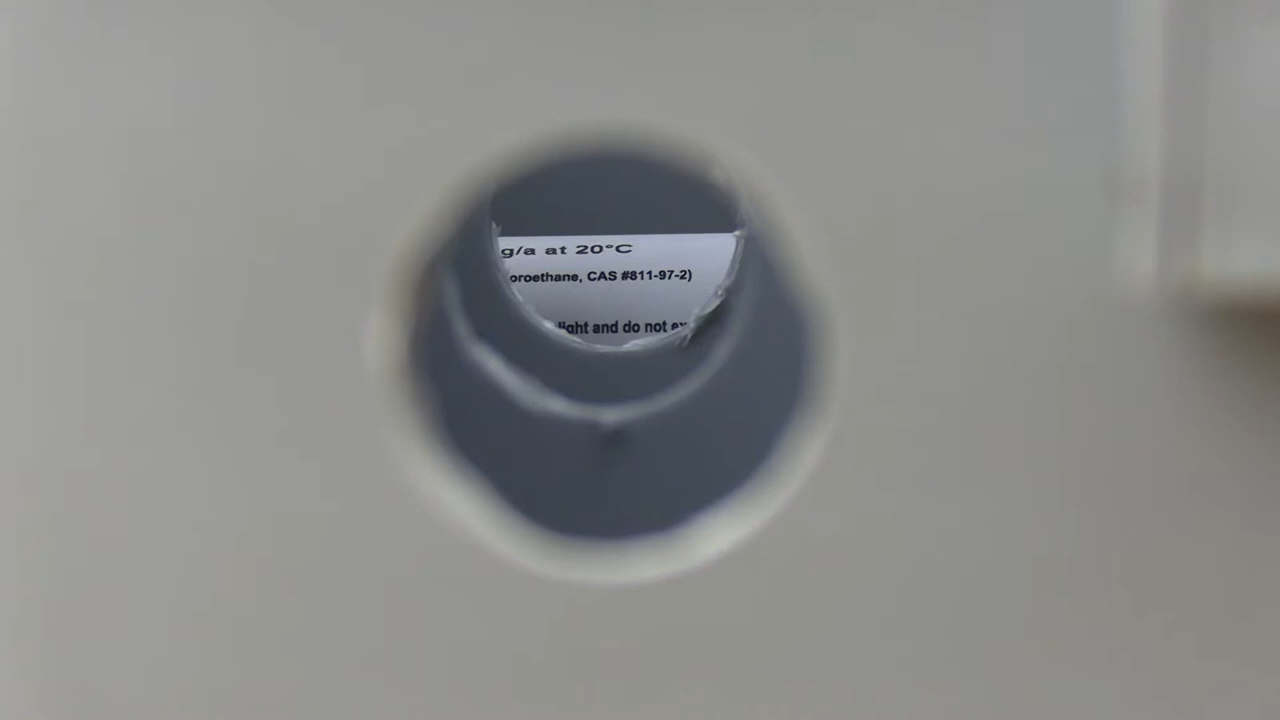 g/a at 20°C
oroethane, CAS #811-97-2)
light and do not ex